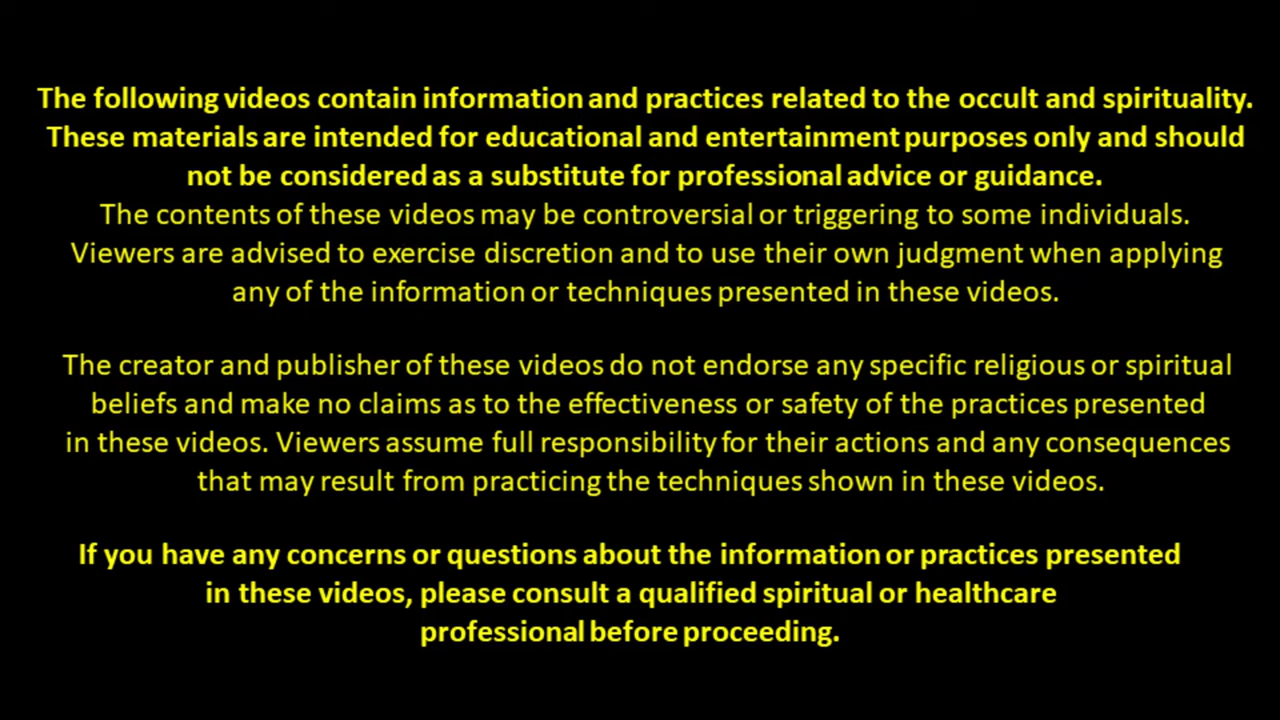 The following videos contain information and practices related to the occult and spirituality.
These materials are intended for educational and entertainment purposes only and should
not be considered as a substitute for professional advice or guidance.
The contents of these videos may be controversial or triggering to some individuals.
Viewers are advised to exercise discretion and to use their own judgment when applying
any of the information or techniques presented in these videos.
The creator and publisher of these videos do not endorse any specific religious or spiritual
beliefs and make no claims as to the effectiveness or safety of the practices presented
in these videos. Viewers assume full responsibility for their actions and any consequences
that may result from practicing the techniques shown in these videos.
If you have any concerns or questions about the information or practices presented
in these videos, please consult a qualified spiritual or healthcare
professional before proceeding.